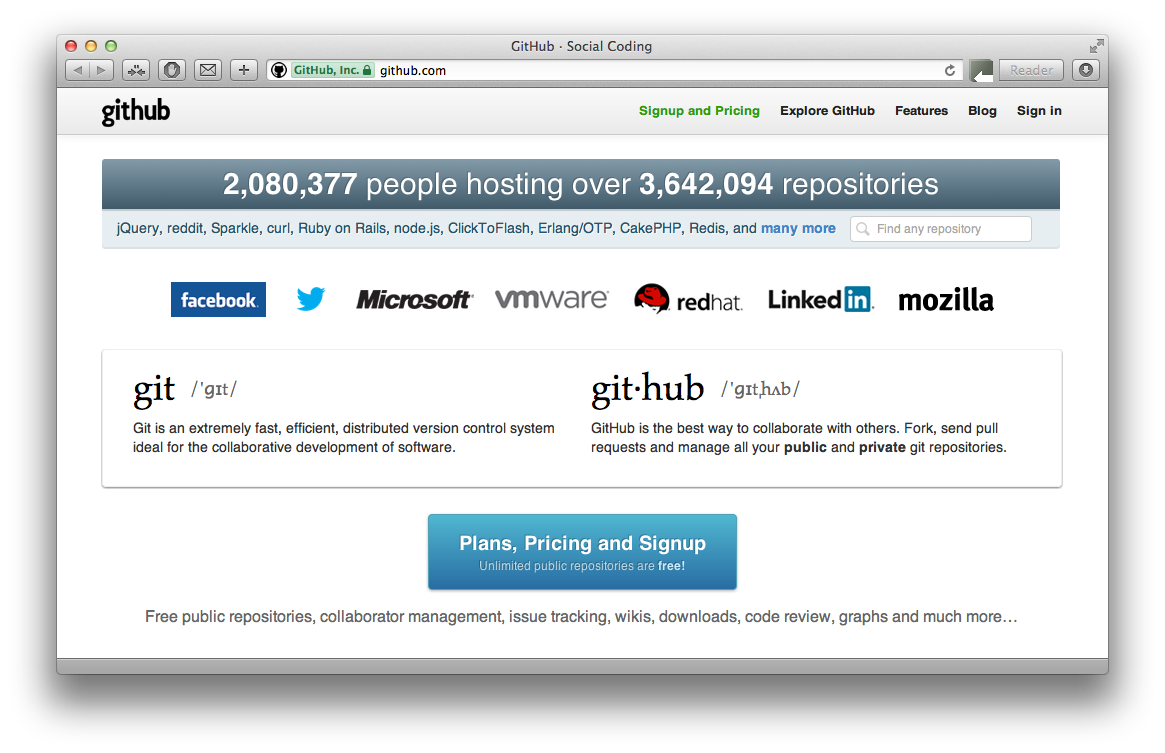 GitHub · Social Coding
GitHub, Inc. github.com
Reader
github
Signup and Pricing Explore GitHub Features Blog Sign in
2,080,377 people hosting over 3,642,094 repositories
jQuery, reddit, Sparkle, curl, Ruby on Rails, node.js, ClickToFlash, Erlang/OTP, CakePHP, Redis, and many more
Find any repository
facebook. Microsoft vmware redhat. LinkedIn mozilla
git /ˈgɪt/
Git is an extremely fast, efficient, distributed version control system
ideal for the collaborative development of software.
git·hub /ˈgɪtˌhʌb/
GitHub is the best way to collaborate with others. Fork, send pull
requests and manage all your public and private git repositories.
Plans, Pricing and Signup
Unlimited public repositories are free!
Free public repositories, collaborator management, issue tracking, wikis, downloads, code review, graphs and much more…